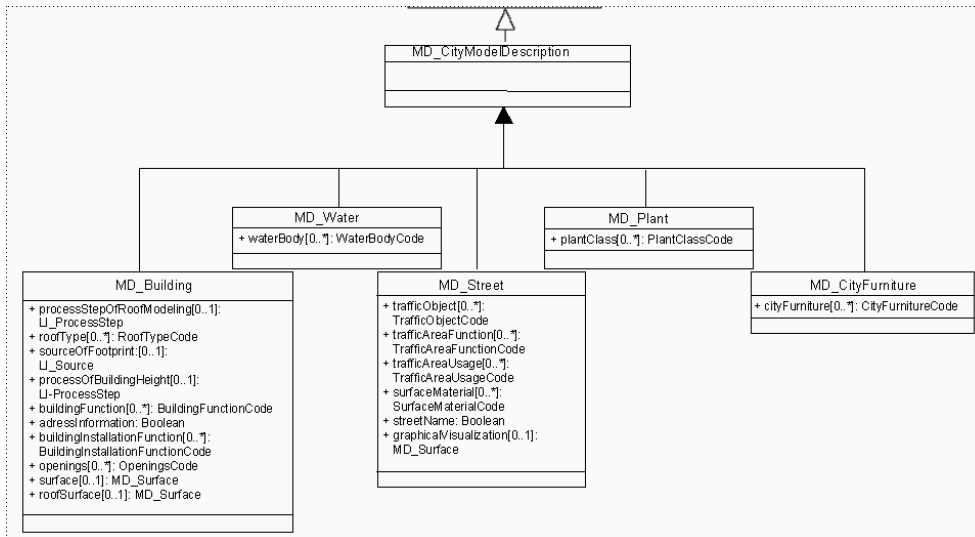 MD_CityModelDescription
MD_Water
+ waterBody[0..*]: WaterBodyCode
MD_Plant
+ plantClass[0..*]: PlantClassCode
MD_Building
+ processStepOfRoofModeling[0..1]:
LI_ProcessStep
+ roofType[0..*]: RoofTypeCode
+ sourceOfFootprint:[0..1]:
LI_Source
+ processOfBuildingHeight[0..1]:
LI-ProcessStep
+ buildingFunction[0..*]: BuildingFunctionCode
+ adressInformation: Boolean
+ buildingInstallationFunction[0..*]:
BuildingInstallationFunctionCode
+ openings[0..*]: OpeningsCode
+ surface[0..1]: MD_Surface
+ roofSurface[0..1]: MD_Surface
MD_Street
+ trafficObject[0..*]:
TrafficObjectCode
+ trafficAreaFunction[0..*]:
TrafficAreaFunctionCode
+ trafficAreaUsage[0..*]:
TrafficAreaUsageCode
+ surfaceMaterial[0..*]:
SurfaceMaterialCode
+ streetName: Boolean
+ graphicalVisualization[0..1]:
MD_Surface
MD_CityFurniture
+ cityFurniture[0..*]: CityFurnitureCode